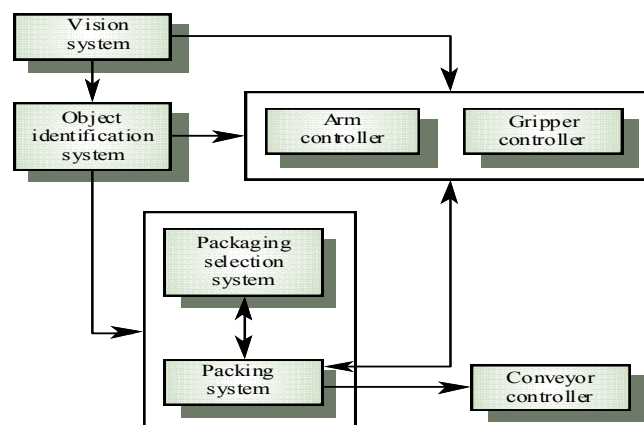 Vision
system
Object
identification
system
Arm
controller
Gripper
controller
Packaging
selection
system
Packing
system
Conveyor
controller